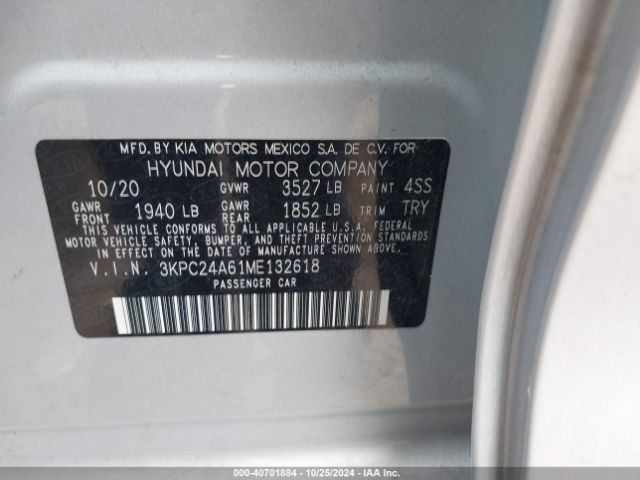 MFD. BY KIA MOTORS MEXICO S.A. DE C.V. FOR
HYUNDAI MOTOR COMPANY
10/20 GVWR 3527 LB PAINT 4SS
GAWR FRONT 1940 LB GAWR REAR 1852 LB TRIM TRY
THIS VEHICLE CONFORMS TO ALL APPLICABLE U.S.A. FEDERAL
MOTOR VEHICLE SAFETY, BUMPER, AND THEFT PREVENTION STANDARDS
IN EFFECT ON THE DATE OF MANUFACTURE SHOWN ABOVE.
V.I.N. 3KPC24A61ME132618
PASSENGER CAR
000-40701884 - 10/25/2024 - IAA Inc.